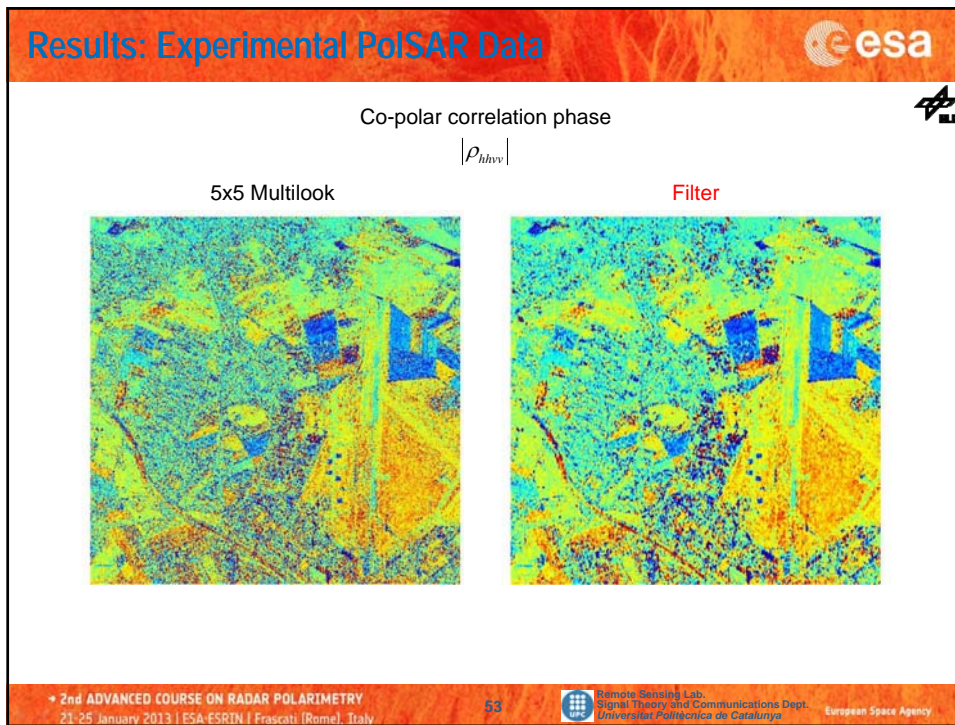 Results: Experimental PolSAR Data
esa
Co-polar correlation phase
|ρhhvv|
5x5 Multilook
Filter
→ 2nd ADVANCED COURSE ON RADAR POLARIMETRY
21-25 January 2013 | ESA-ESRIN | Frascati (Rome), Italy
53
UPC
Remote Sensing Lab.
Signal Theory and Communications Dept.
Universitat Politècnica de Catalunya
European Space Agency